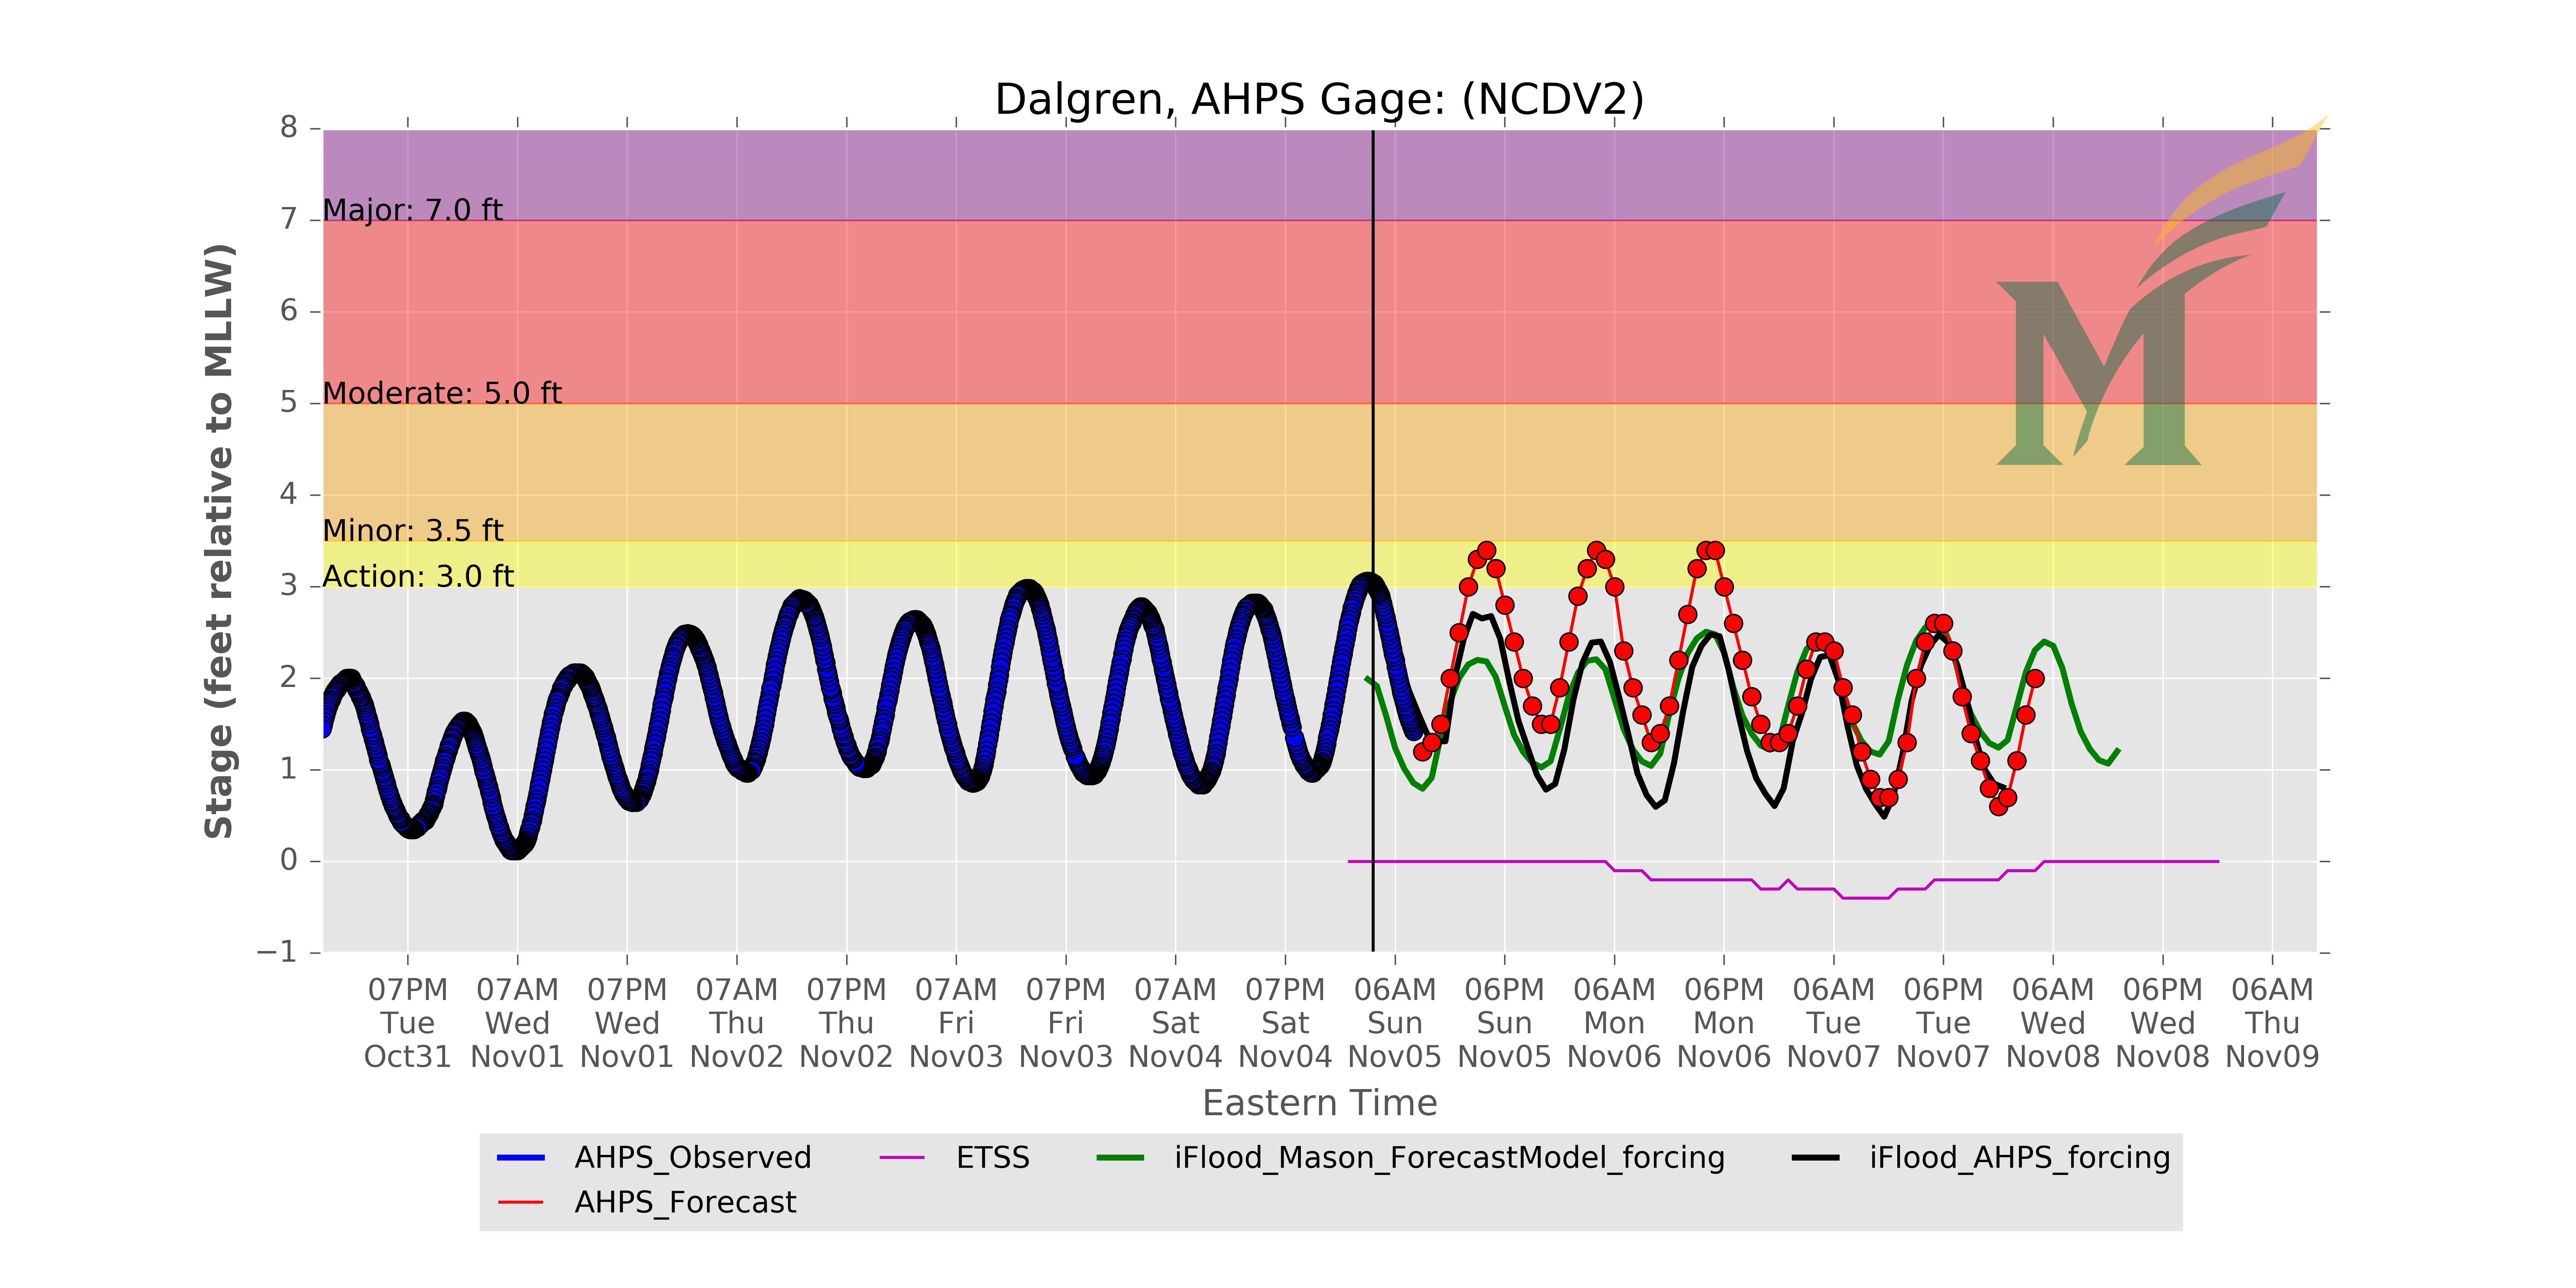 Dalgren, AHPS Gage: (NCDV2)
8
7
6
5
4
3
2
1
0
−1
Stage (feet relative to MLLW)
Major: 7.0 ft
Moderate: 5.0 ft
Minor: 3.5 ft
Action: 3.0 ft
M
07PM 07AM 07PM 07AM 07PM 07AM 07PM 07AM 07PM 06AM 06PM 06AM 06PM 06AM 06PM 06AM 06PM 06AM
Tue Wed Wed Thu Thu Fri Fri Sat Sat Sun Sun Mon Mon Tue Tue Wed Wed Thu
Oct31 Nov01 Nov01 Nov02 Nov02 Nov03 Nov03 Nov04 Nov04 Nov05 Nov05 Nov06 Nov06 Nov07 Nov07 Nov08 Nov08 Nov09
Eastern Time
AHPS_Observed ETSS iFlood_Mason_ForecastModel_forcing iFlood_AHPS_forcing
AHPS_Forecast